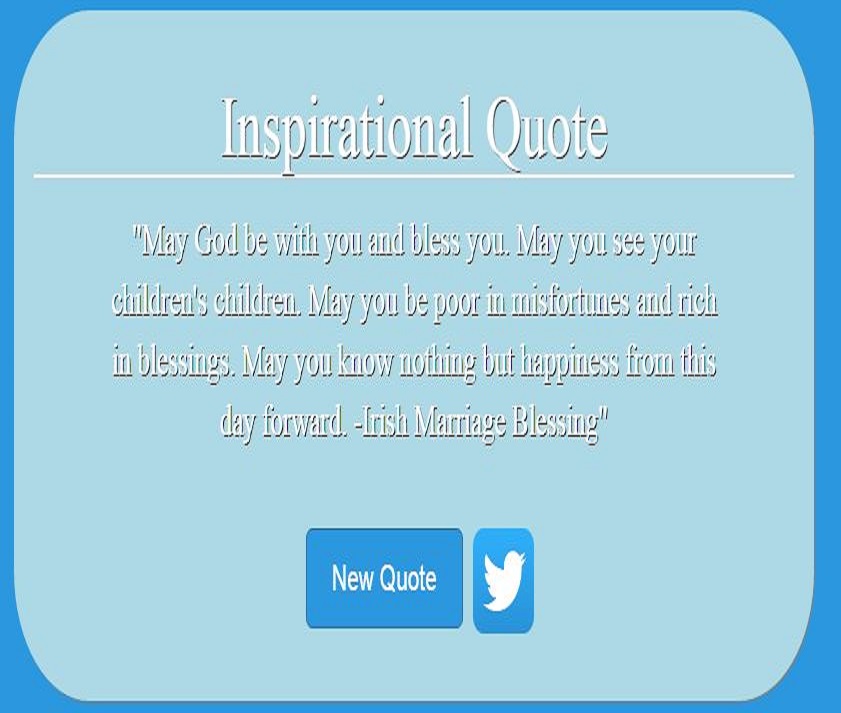 Inspirational Quote
"May God be with you and bless you. May you see your
children's children. May you be poor in misfortunes and rich
in blessings. May you know nothing but happiness from this
day forward. -Irish Marriage Blessing"
New Quote